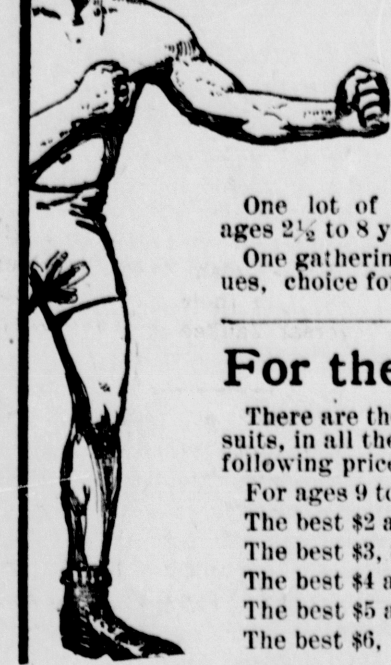 One lot of
ages 2½ to 8 y
One gatherin
ues, choice fo
For the
There are th
suits, in all the
following price
For ages 9 to
The best $2 a
The best $3,
The best $4 a
The best $5 a
The best $6,